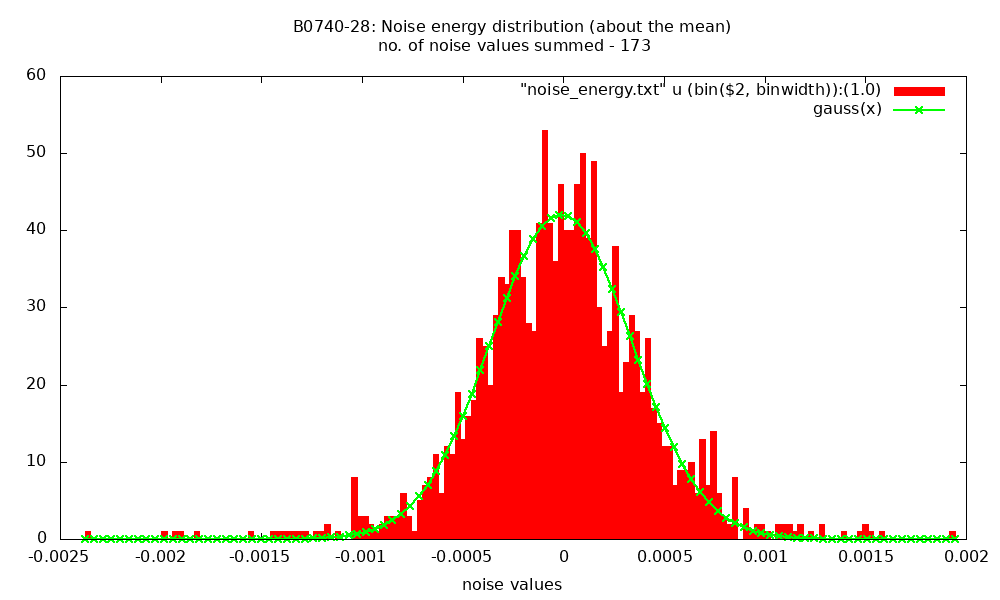 B0740-28: Noise energy distribution (about the mean)
no. of noise values summed - 173
"noise_energy.txt" u (bin($2, binwidth)):(1.0)
gauss(x)
60
50
40
30
20
10
0
-0.0025 -0.002 -0.0015 -0.001 -0.0005 0 0.0005 0.001 0.0015 0.002
noise values